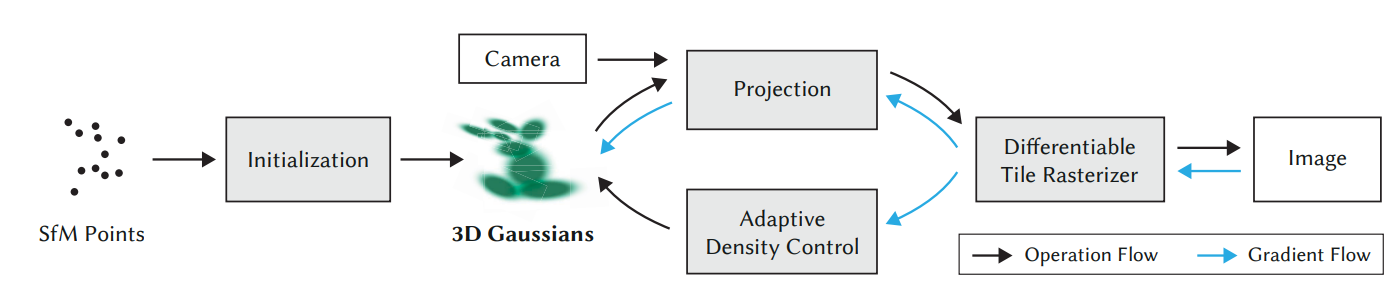 Camera
Projection
Initialization
Differentiable
Tile Rasterizer
Image
SfM Points
3D Gaussians
Adaptive
Density Control
Operation Flow
Gradient Flow